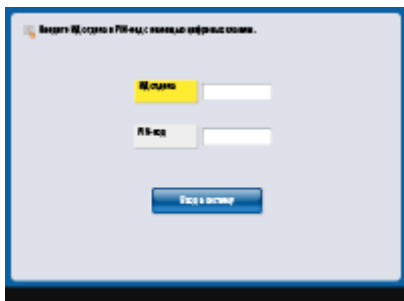 Введите ИД отдела и PIN-код с помощью цифровых клавиш.
ИД отдела
PIN-код
Вход в систему